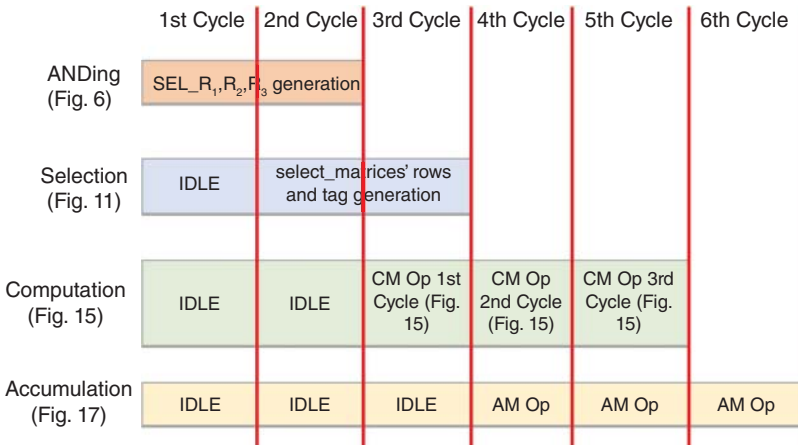 1st Cycle 2nd Cycle 3rd Cycle 4th Cycle 5th Cycle 6th Cycle
ANDing
(Fig. 6)
SEL_R1,R2,R3 generation
Selection
(Fig. 11)
IDLE
select_matrices' rows
and tag generation
Computation
(Fig. 15)
IDLE
IDLE
CM Op 1st
Cycle (Fig.
15)
CM Op
2nd Cycle
(Fig. 15)
CM Op 3rd
Cycle (Fig.
15)
Accumulation
(Fig. 17)
IDLE
IDLE
IDLE
AM Op
AM Op
AM Op